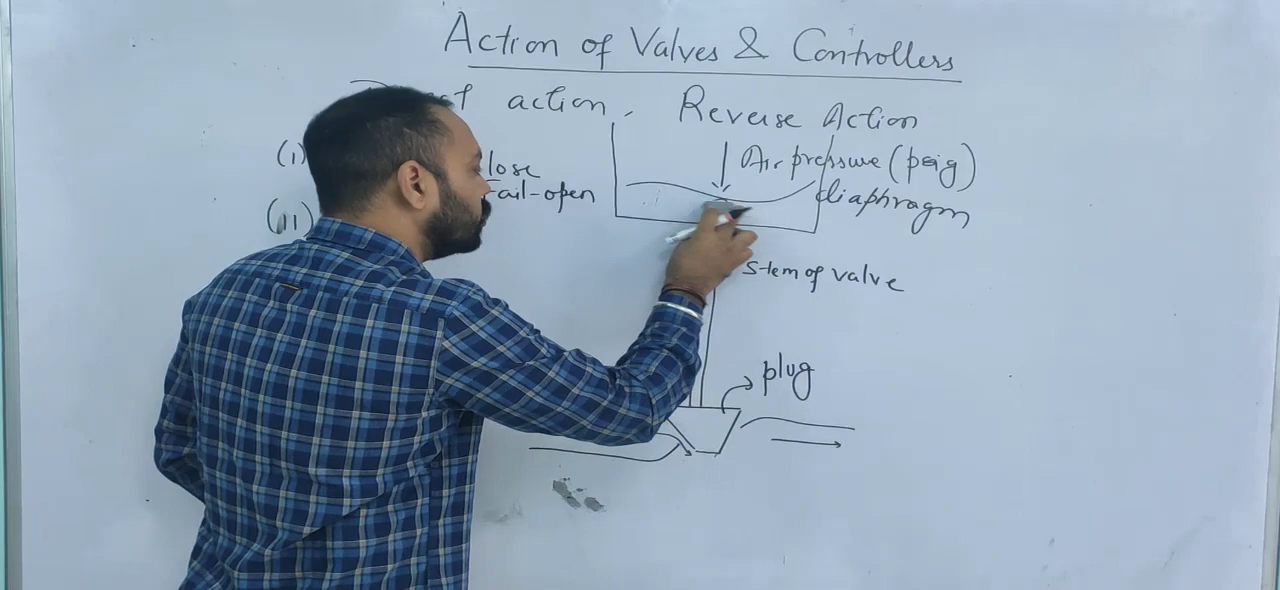 Action of Valves & Controllers
action, Reverse Action
(i)
lose
ail-open
(ii)
Air pressure (psig)
diaphragm
stem of valve
plug